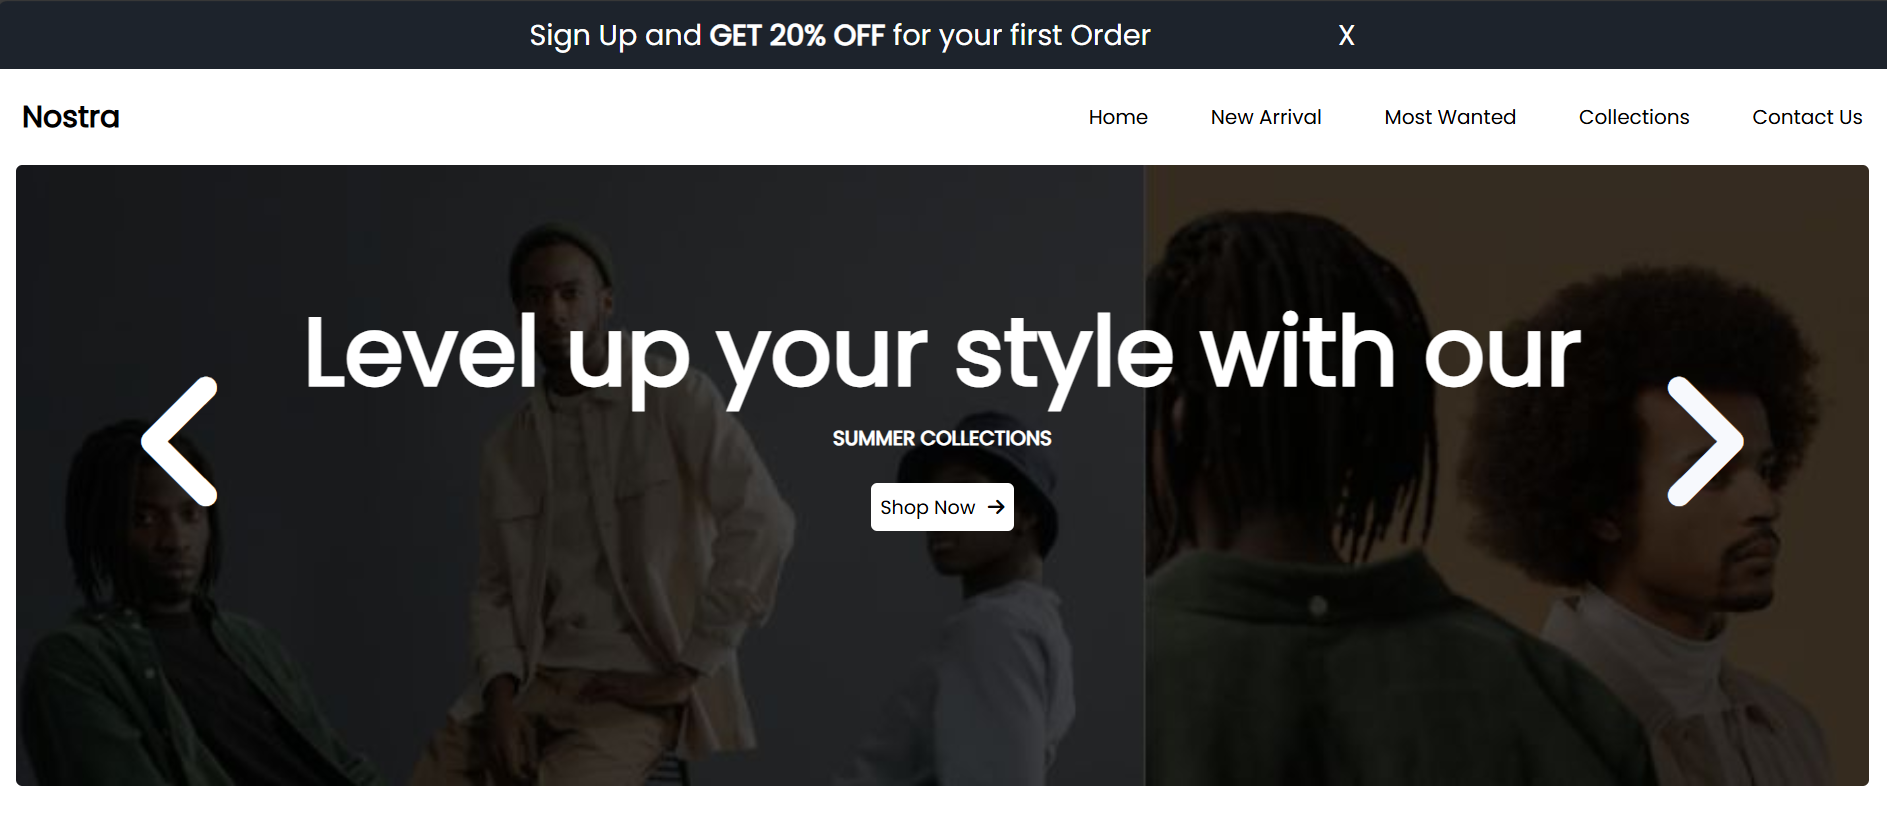 Sign Up and GET 20% OFF for your first Order X
Nostra Home New Arrival Most Wanted Collections Contact Us
Level up your style with our
SUMMER COLLECTIONS
Shop Now →